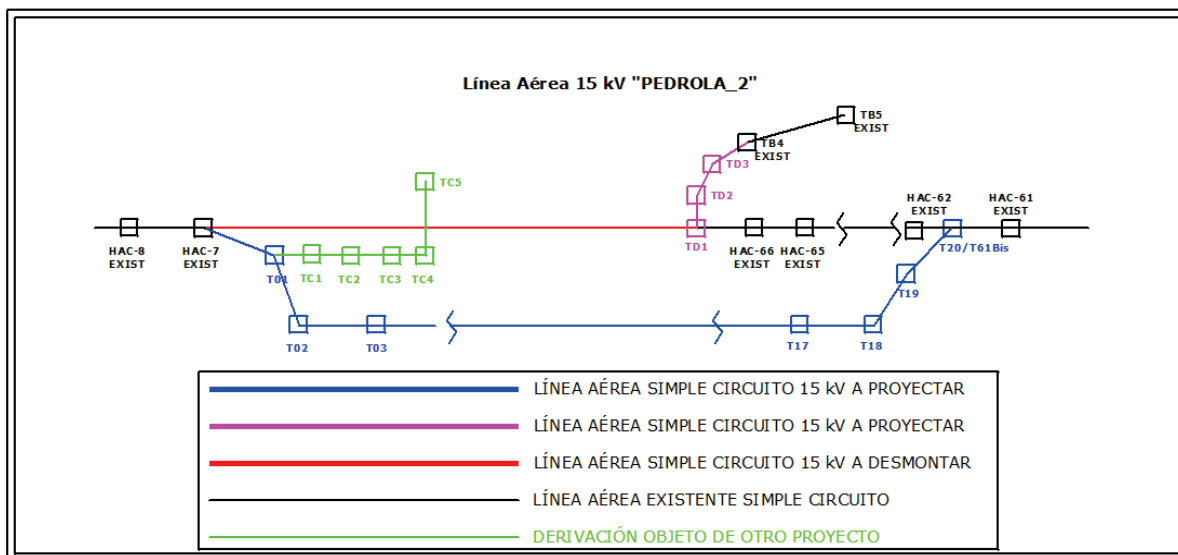 Línea Aérea 15 kV "PEDROLA_2"
TB5
EXIST
TB4
EXIST
TD3
TC5
TD2
HAC-62
EXIST
HAC-61
EXIST
HAC-8
EXIST
HAC-7
EXIST
TD1
HAC-66
EXIST
HAC-65
EXIST
T20/T61Bis
T01
TC1
TC2
TC3
TC4
T19
T02
T03
T17
T18
LÍNEA AÉREA SIMPLE CIRCUITO 15 kV A PROYECTAR
LÍNEA AÉREA SIMPLE CIRCUITO 15 kV A PROYECTAR
LÍNEA AÉREA SIMPLE CIRCUITO 15 kV A DESMONTAR
LÍNEA AÉREA EXISTENTE SIMPLE CIRCUITO
DERIVACIÓN OBJETO DE OTRO PROYECTO